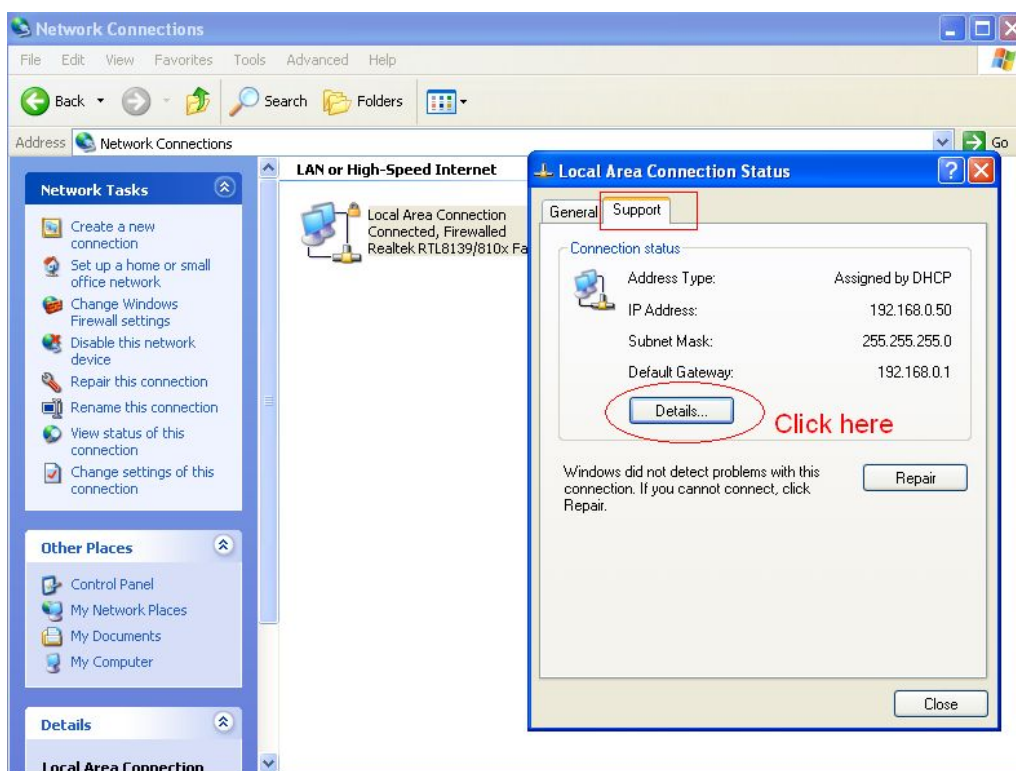 Network Connections
File Edit View Favorites Tools Advanced Help
Back Search Folders
Address Network Connections Go
Network Tasks
Create a new
connection
Set up a home or small
office network
Change Windows
Firewall settings
Disable this network
device
Repair this connection
Rename this connection
View status of this
connection
Change settings of this
connection
Other Places
Control Panel
My Network Places
My Documents
My Computer
Details
Local Area Connection
LAN or High-Speed Internet
Local Area Connection
Connected, Firewalled
Realtek RTL8139/810x Fa
Local Area Connection Status
General Support
Connection status
Address Type: Assigned by DHCP
IP Address: 192.168.0.50
Subnet Mask: 255.255.255.0
Default Gateway: 192.168.0.1
Details...
Click here
Windows did not detect problems with this
connection. If you cannot connect, click
Repair.
Repair
Close